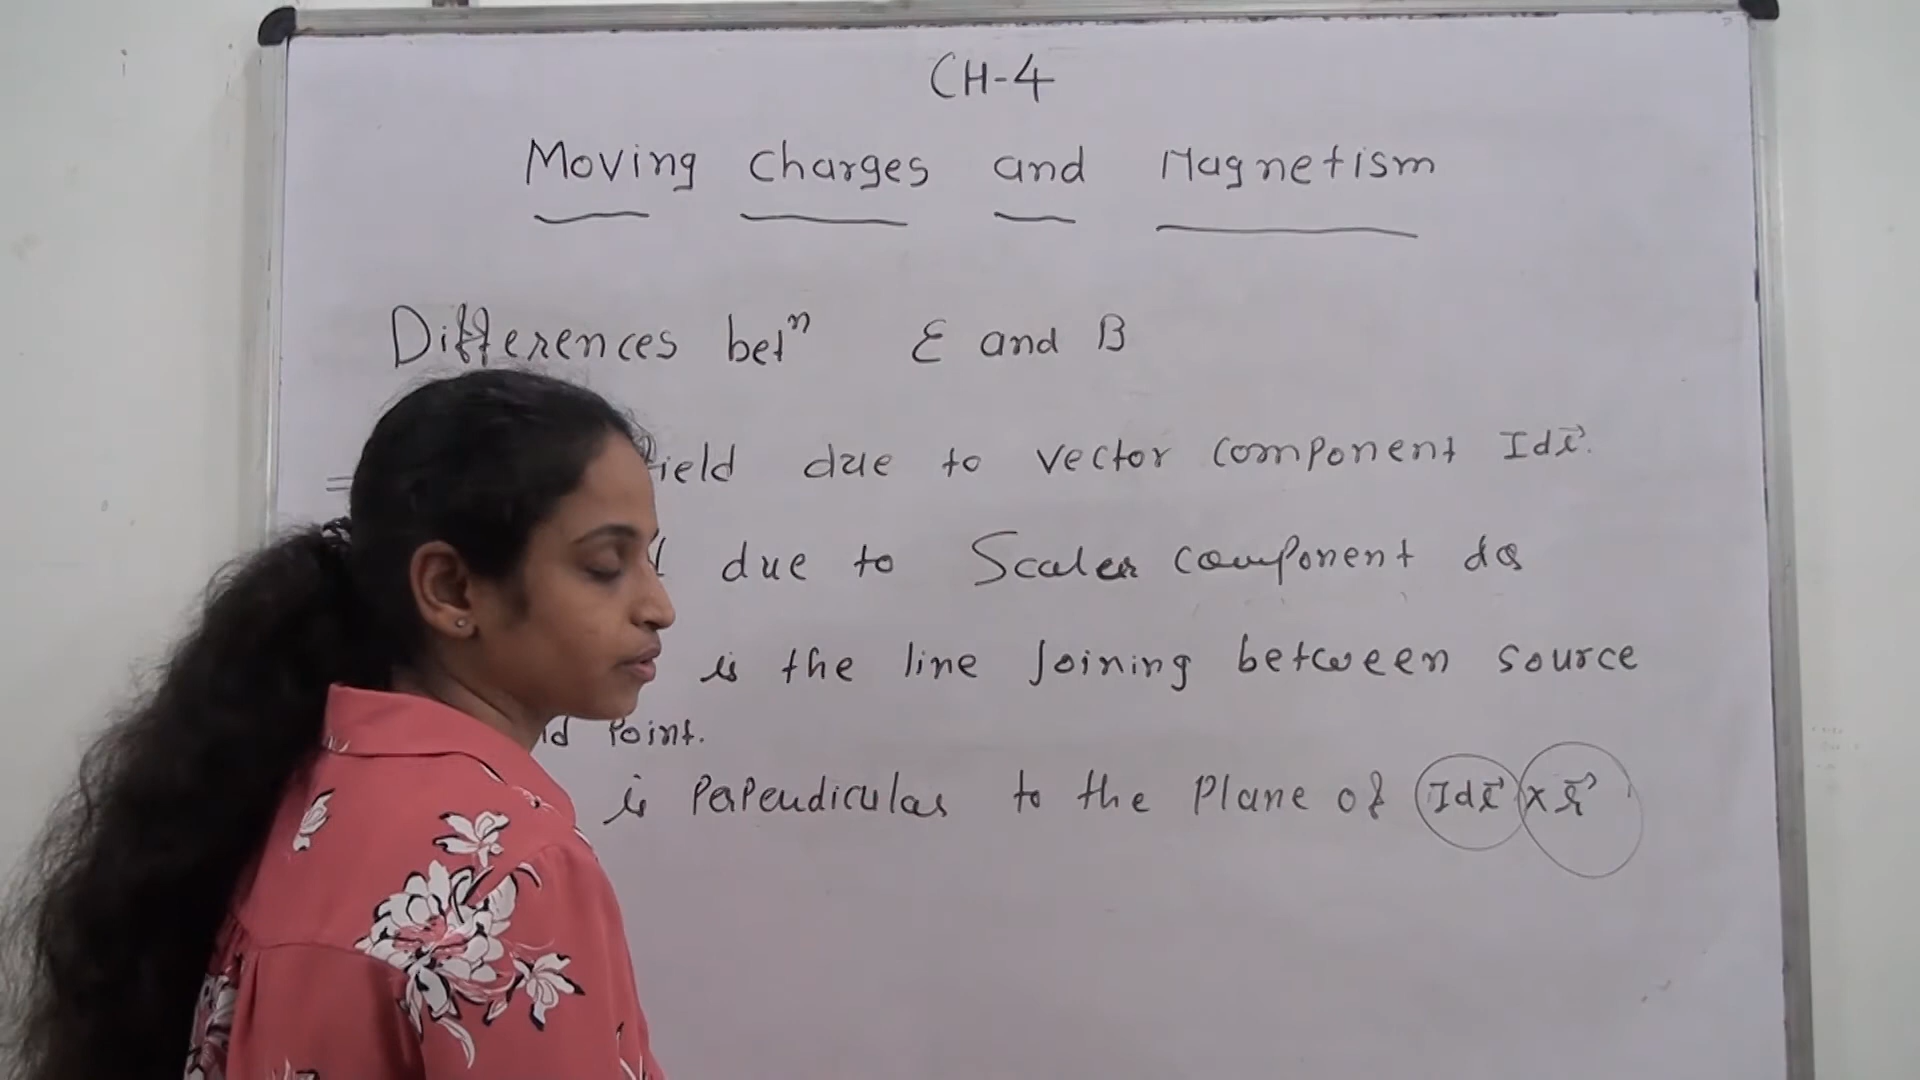 CH-4
Moving charges and Magnetism
Differences betⁿ E and B
= field due to vector component Idl⃗.
due to Scaler component dq
is the line Joining between source
Point.
is Perpendicular to the Plane of Idl⃗ × r⃗